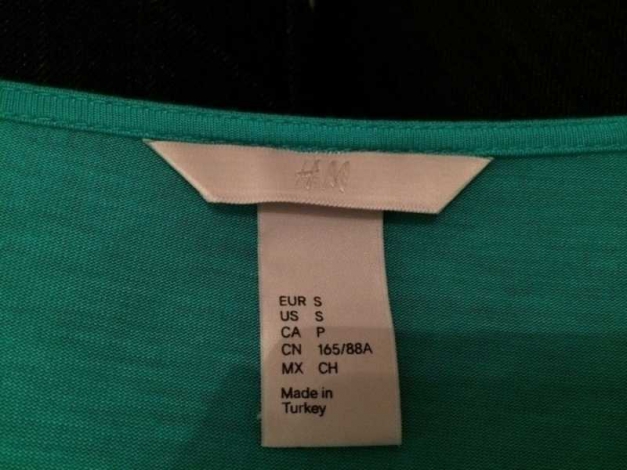 H&M
EUR S
US S
CA P
CN 165/88A
MX CH
Made in
Turkey